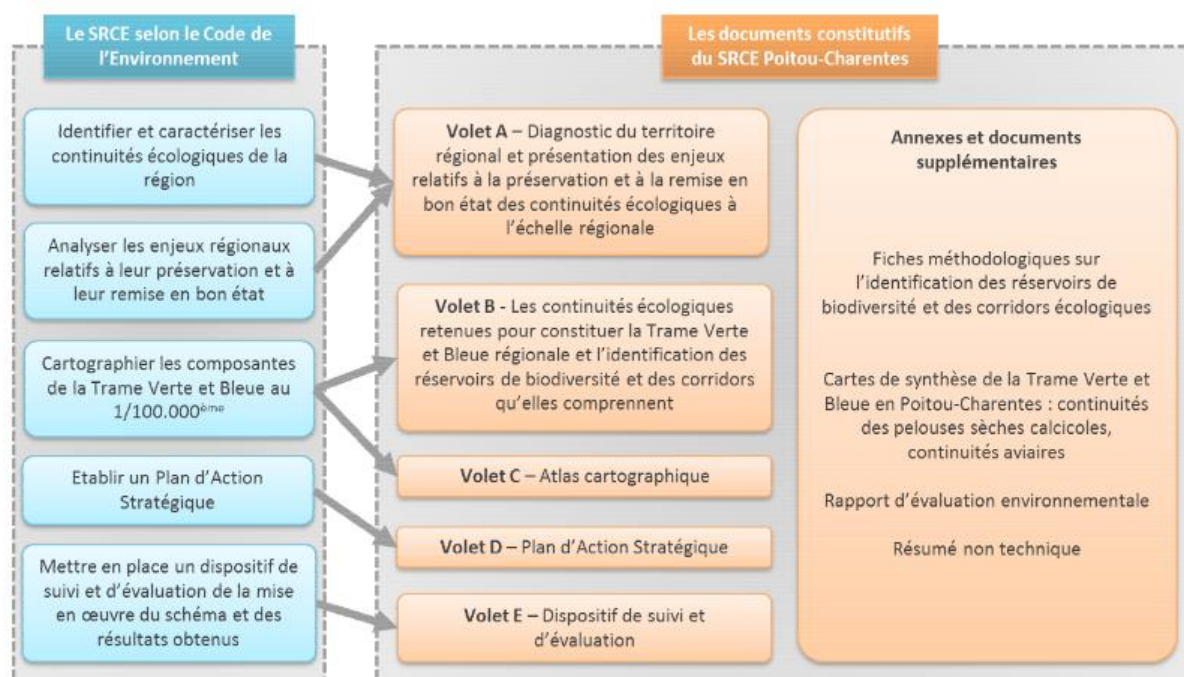 Le SRCE selon le Code de
l'Environnement
Identifier et caractériser les
continuités écologiques de la
région
Analyser les enjeux régionaux
relatifs à leur préservation et à
leur remise en bon état
Cartographier les composantes
de la Trame Verte et Bleue au
1/100.000ème
Etablir un Plan d'Action
Stratégique
Mettre en place un dispositif de
suivi et d'évaluation de la mise
en œuvre du schéma et des
résultats obtenus
Les documents constitutifs
du SRCE Poitou-Charentes
Volet A – Diagnostic du territoire
régional et présentation des enjeux
relatifs à la préservation et à la remise en
bon état des continuités écologiques à
l'échelle régionale
Volet B - Les continuités écologiques
retenues pour constituer la Trame Verte
et Bleue régionale et l'identification des
réservoirs de biodiversité et des corridors
qu'elles comprennent
Volet C – Atlas cartographique
Volet D – Plan d'Action Stratégique
Volet E – Dispositif de suivi et
d'évaluation
Annexes et documents
supplémentaires
Fiches méthodologiques sur
l'identification des réservoirs de
biodiversité et des corridors écologiques
Cartes de synthèse de la Trame Verte et
Bleue en Poitou-Charentes : continuités
des pelouses sèches calcicoles,
continuités aviaires
Rapport d'évaluation environnementale
Résumé non technique